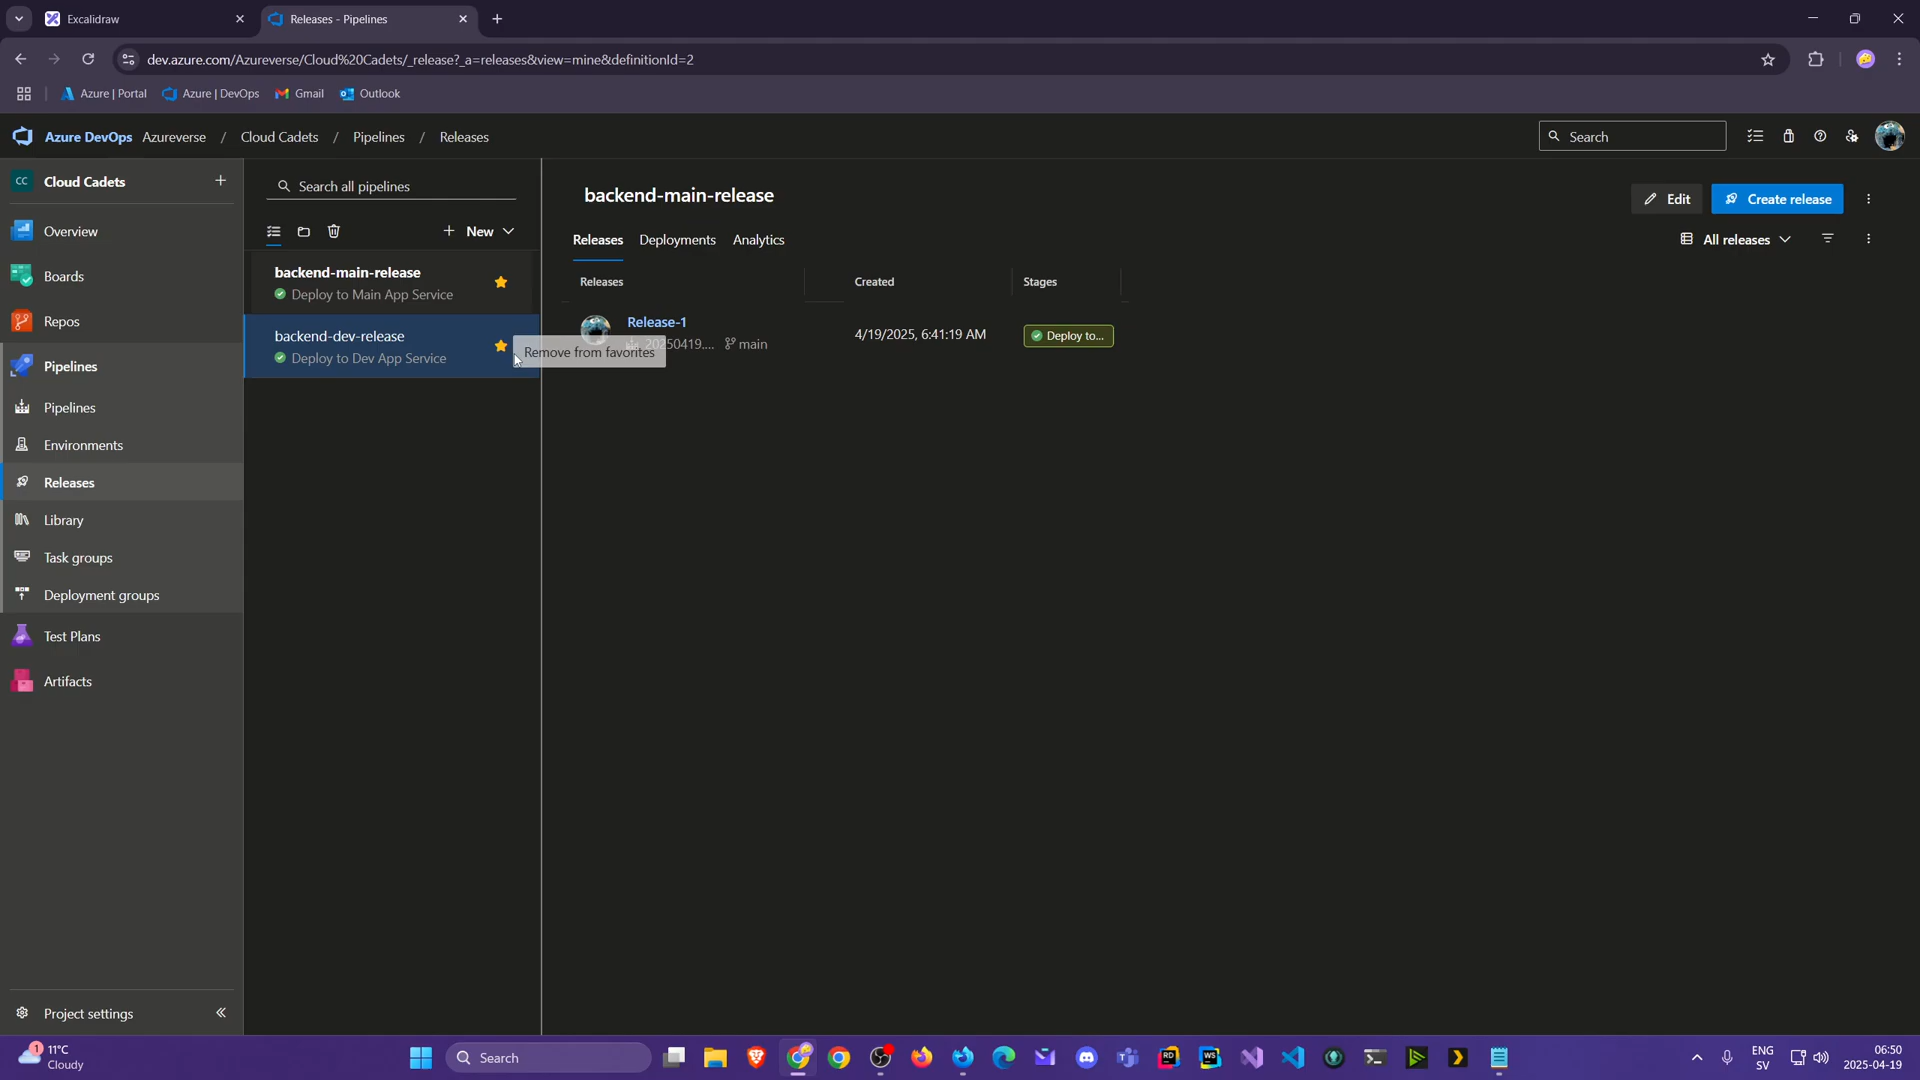 Excalidraw
Releases - Pipelines
dev.azure.com/Azureverse/Cloud%20Cadets/_release?_a=releases&view=mine&definitionId=2
Azure | Portal
Azure | DevOps
Gmail
Outlook
Azure DevOps Azureverse / Cloud Cadets / Pipelines / Releases
Search
CC Cloud Cadets
Overview
Boards
Repos
Pipelines
Pipelines
Environments
Releases
Library
Task groups
Deployment groups
Test Plans
Artifacts
Project settings
Search all pipelines
New
backend-main-release
Deploy to Main App Service
backend-dev-release
Deploy to Dev App Service
Remove from favorites
backend-main-release
Edit
Create release
Releases Deployments Analytics
All releases
Releases Created Stages
Release-1
20250419.... main
4/19/2025, 6:41:19 AM
Deploy to...
1
11°C
Cloudy
Search
RD
WS
ENG
SV
06:50
2025-04-19